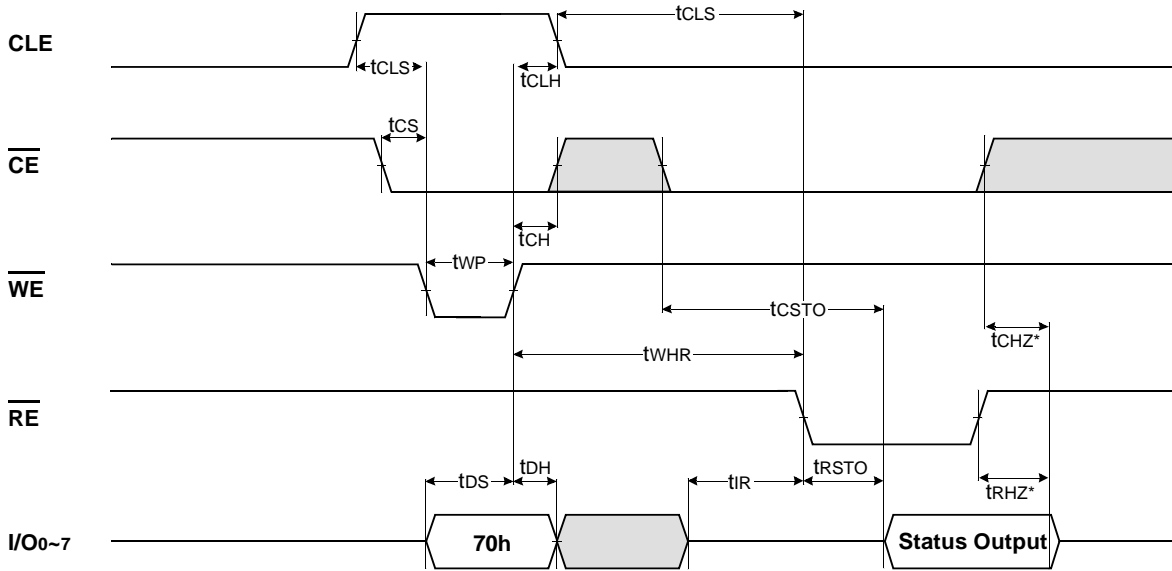 tCLS
CLE
tCLS
tCLH
tCS
CE
tCH
tWP
WE
tCSTO
tCHZ*
tWHR
RE
tDH
tDS
tIR
tRSTO
tRHZ*
I/O0~7
70h
Status Output